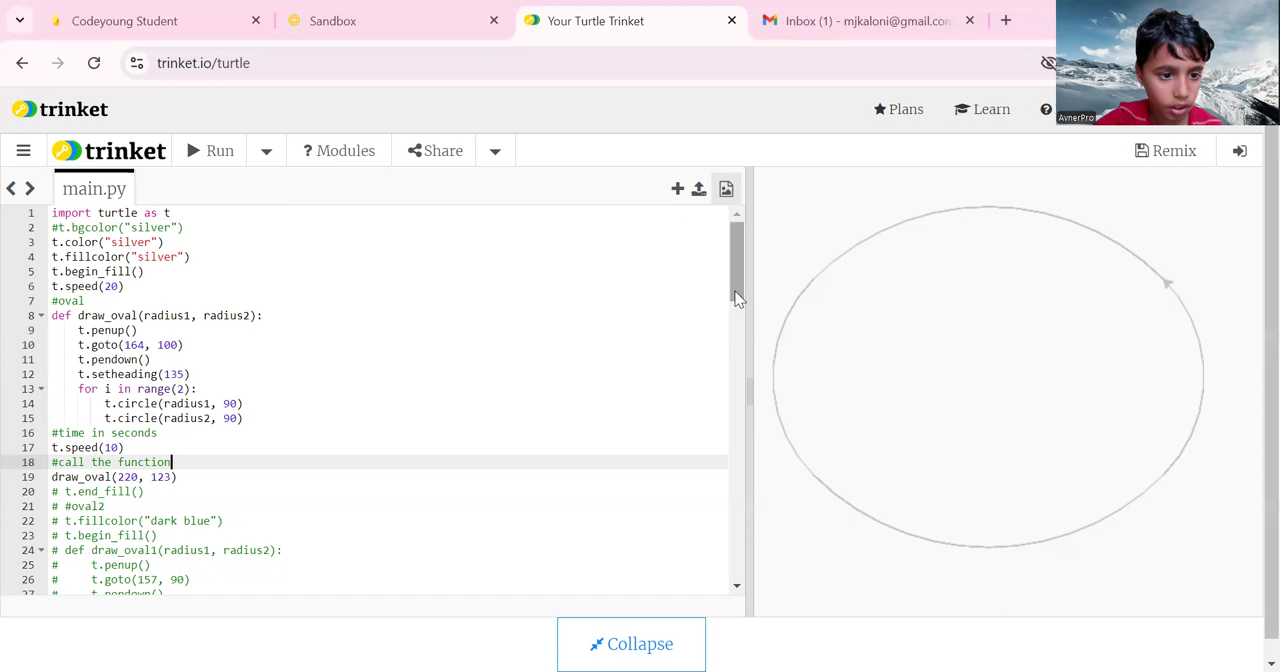 Codeyoung Student
Sandbox
Your Turtle Trinket
Inbox (1) - mjkaloni@gmail.con
trinket.io/turtle
trinket
Plans
Learn
AvnerPro
trinket
Run
? Modules
Share
Remix
main.py
1 import turtle as t
2 #t.bgcolor("silver")
3 t.color("silver")
4 t.fillcolor("silver")
5 t.begin_fill()
6 t.speed(20)
7 #oval
8 def draw_oval(radius1, radius2):
9 t.penup()
10 t.goto(164, 100)
11 t.pendown()
12 t.setheading(135)
13 for i in range(2):
14 t.circle(radius1, 90)
15 t.circle(radius2, 90)
16 #time in seconds
17 t.speed(10)
18 #call the function
19 draw_oval(220, 123)
20 # t.end_fill()
21 # #oval2
22 # t.fillcolor("dark blue")
23 # t.begin_fill()
24 # def draw_oval1(radius1, radius2):
25 # t.penup()
26 # t.goto(157, 90)
27 # t.pendown()
Collapse